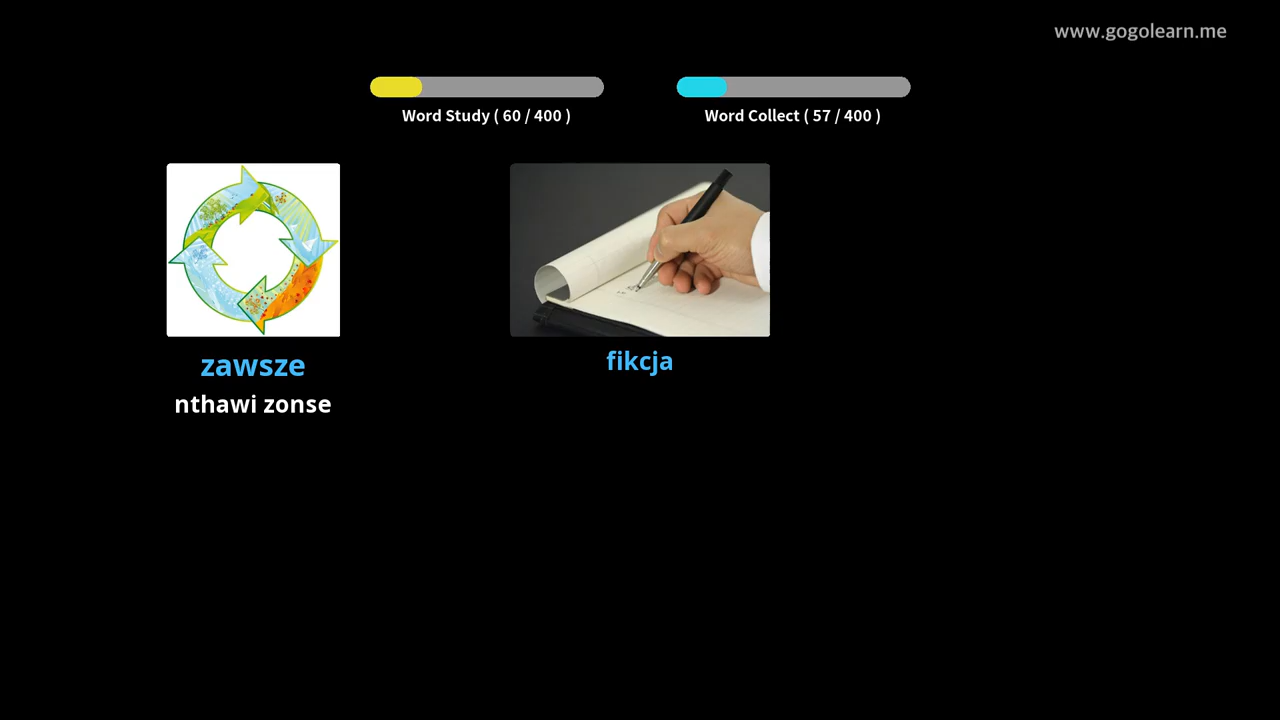 www.gogolearn.me
Word Study ( 60 / 400 )
Word Collect ( 57 / 400 )
zawsze
nthawi zonse
fikcja